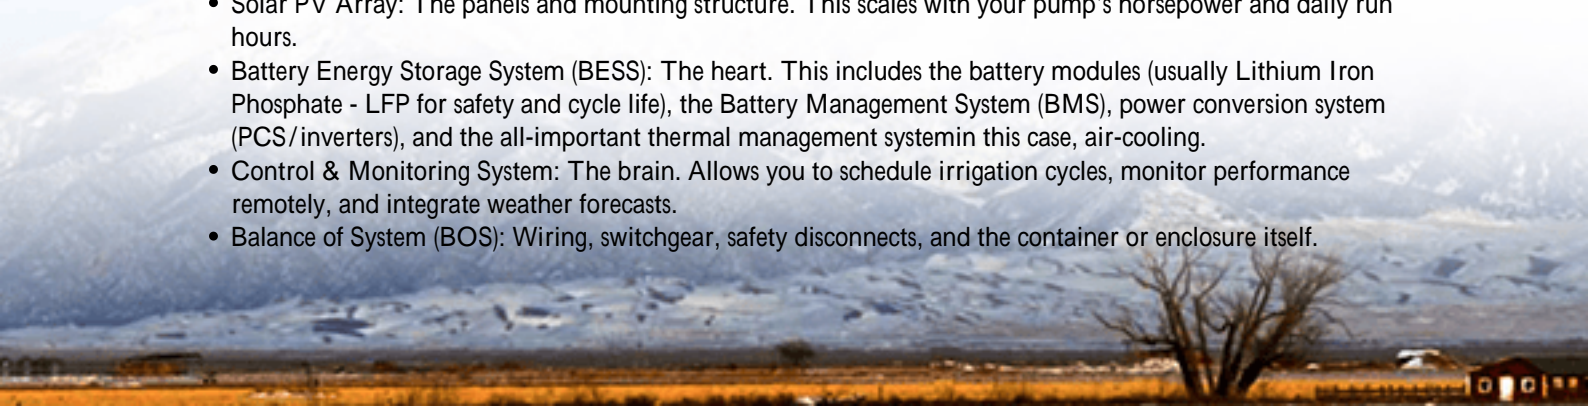 • Solar PV Array: The panels and mounting structure. This scales with your pump's horsepower and daily run
hours.
• Battery Energy Storage System (BESS): The heart. This includes the battery modules (usually Lithium Iron
Phosphate - LFP for safety and cycle life), the Battery Management System (BMS), power conversion system
(PCS/inverters), and the all-important thermal management systemin this case, air-cooling.
• Control & Monitoring System: The brain. Allows you to schedule irrigation cycles, monitor performance
remotely, and integrate weather forecasts.
• Balance of System (BOS): Wiring, switchgear, safety disconnects, and the container or enclosure itself.